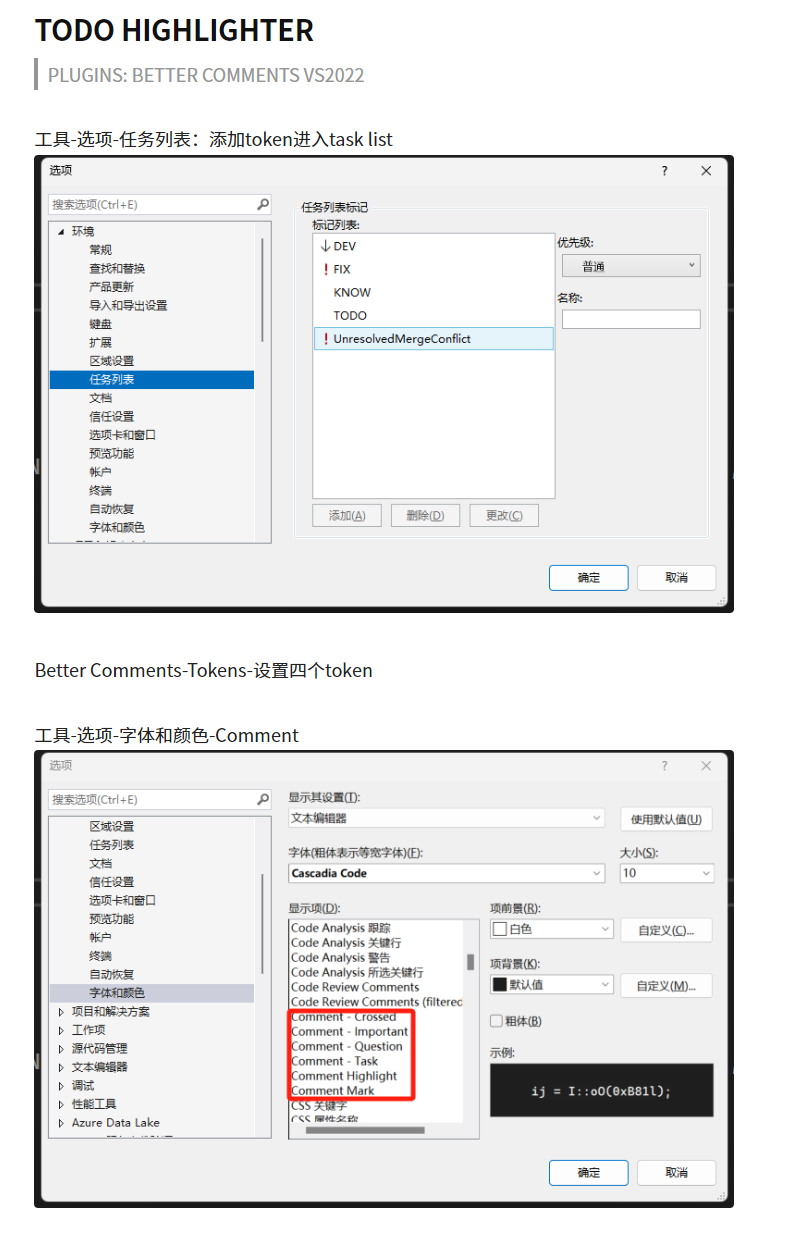 TODO HIGHLIGHTER
PLUGINS: BETTER COMMENTS VS2022
工具-选项-任务列表：添加token进入task list
选项
搜索选项(Ctrl+E)
环境
常规
查找和替换
产品更新
导入和导出设置
键盘
扩展
区域设置
任务列表
文档
信任设置
选项卡和窗口
预览功能
帐户
终端
自动恢复
字体和颜色
任务列表标记
标记列表:
DEV
FIX
KNOW
TODO
UnresolvedMergeConflict
优先级:
普通
名称:
添加(A)
删除(D)
更改(C)
确定
取消
Better Comments-Tokens-设置四个token
工具-选项-字体和颜色-Comment
选项
搜索选项(Ctrl+E)
区域设置
任务列表
文档
信任设置
选项卡和窗口
预览功能
帐户
终端
自动恢复
字体和颜色
项目和解决方案
工作项
源代码管理
文本编辑器
调试
性能工具
Azure Data Lake
显示其设置(T):
文本编辑器
使用默认值(U)
字体(粗体表示等宽字体)(F):
大小(S):
Cascadia Code
10
显示项(D):
Code Analysis 跟踪
Code Analysis 关键行
Code Analysis 警告
Code Analysis 所选关键行
Code Review Comments
Code Review Comments (filtered
Comment - Crossed
Comment - Important
Comment - Question
Comment - Task
Comment Highlight
Comment Mark
CSS 关键字
CSS 属性名称
项前景(R):
白色
自定义(C)...
项背景(K):
默认值
自定义(M)...
粗体(B)
示例:
ij = I::oO(0xB81l);
确定
取消